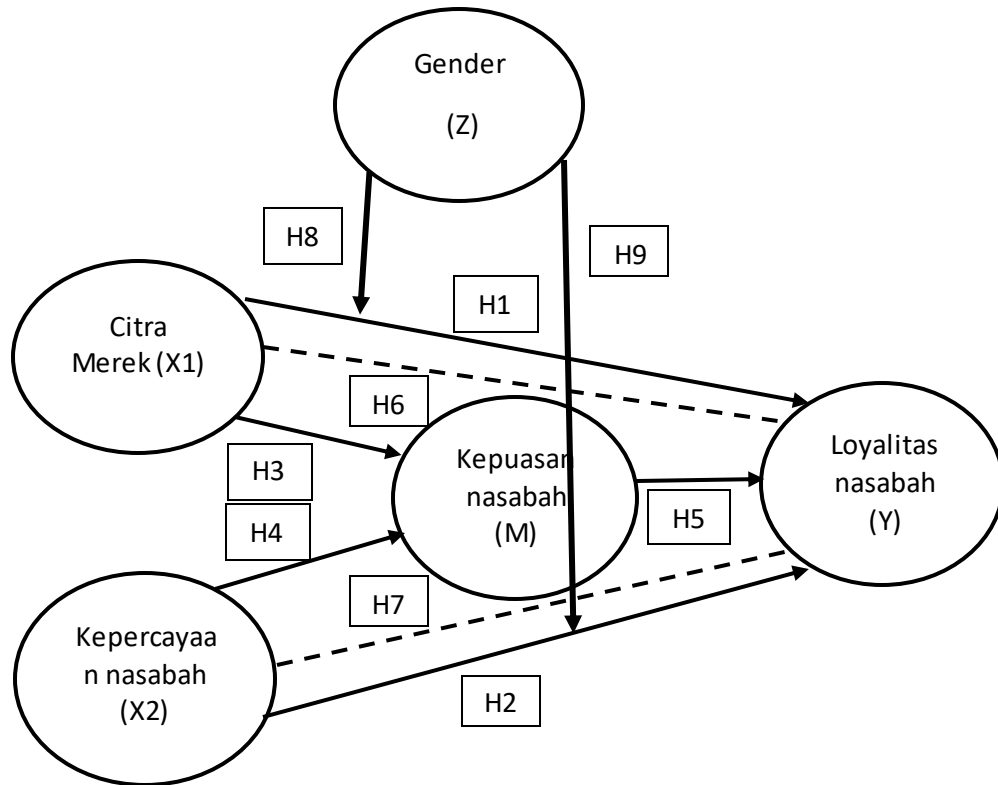 Gender
(Z)
H8
H9
H1
Citra
Merek (X1)
H6
H3
Kepuasan
nasabah
(M)
Loyalitas
nasabah
(Y)
H5
H4
H7
Kepercayaa
n nasabah
(X2)
H2